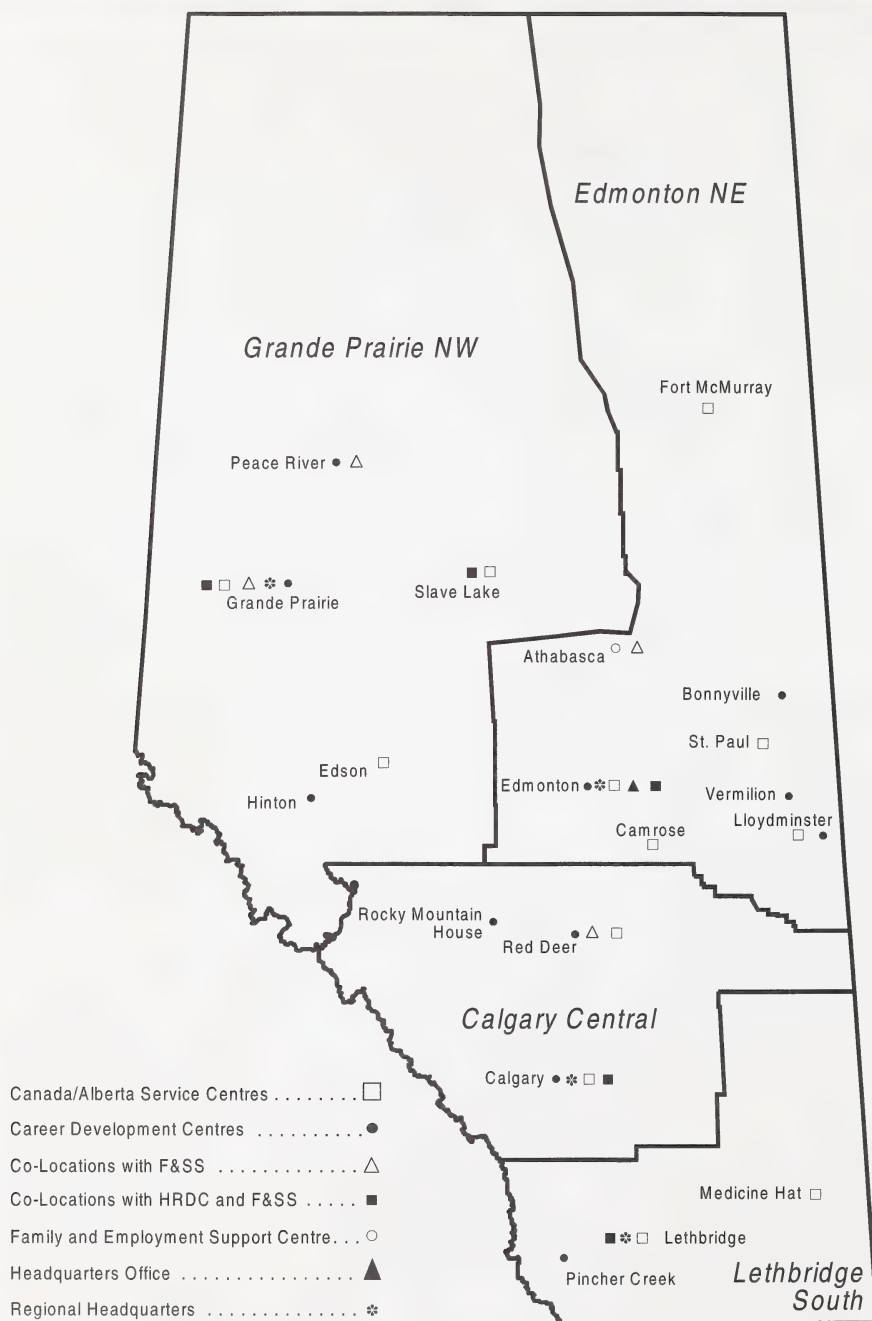 Edmonton NE
Grande Prairie NW
Fort McMurray
Peace River
Slave Lake
Grande Prairie
Athabasca
Bonnyville
St. Paul
Edson
Edmonton
Hinton
Vermilion
Lloydminster
Camrose
Rocky Mountain
House
Red Deer
Calgary Central
Calgary
Canada/Alberta Service Centres . . . . . . . .
Career Development Centres . . . . . . . . . .
Co-Locations with F&SS . . . . . . . . . . . . .
Co-Locations with HRDC and F&SS . . . . .
Family and Employment Support Centre. . .
Headquarters Office . . . . . . . . . . . . . . . .
Regional Headquarters . . . . . . . . . . . . . .
Medicine Hat
Lethbridge
Pincher Creek
Lethbridge
South